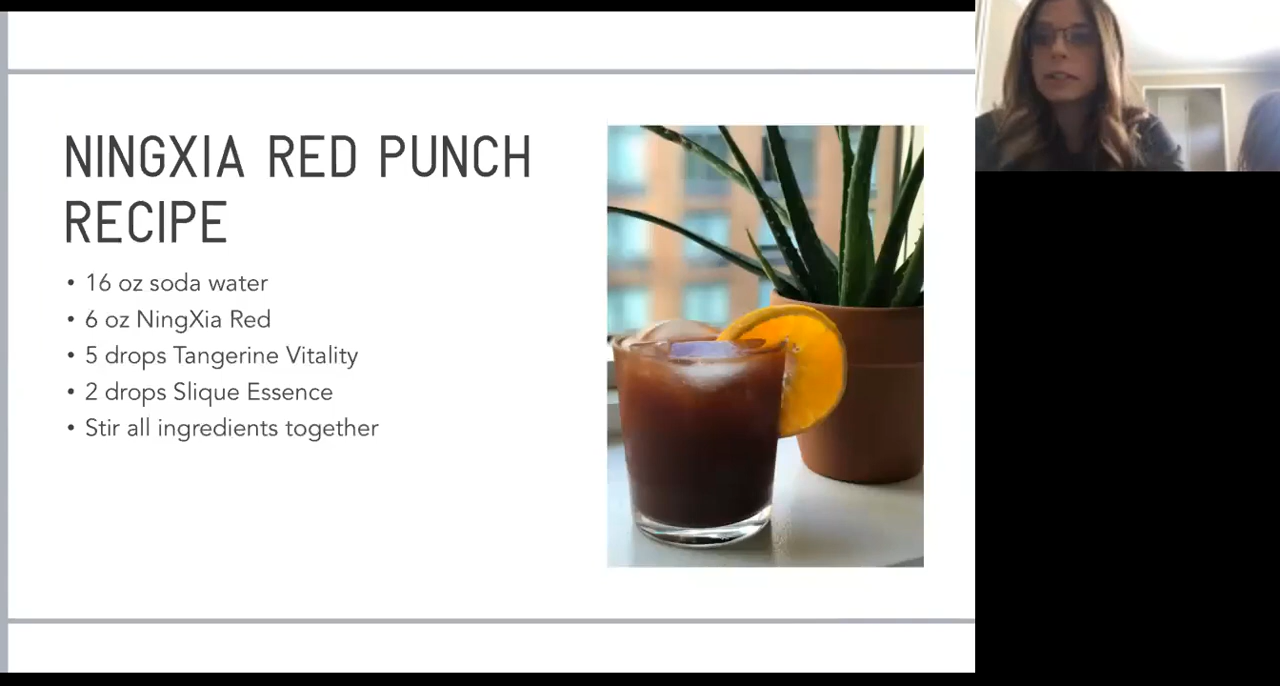 NINGXIA RED PUNCH
RECIPE
• 16 oz soda water
• 6 oz NingXia Red
• 5 drops Tangerine Vitality
• 2 drops Slique Essence
• Stir all ingredients together